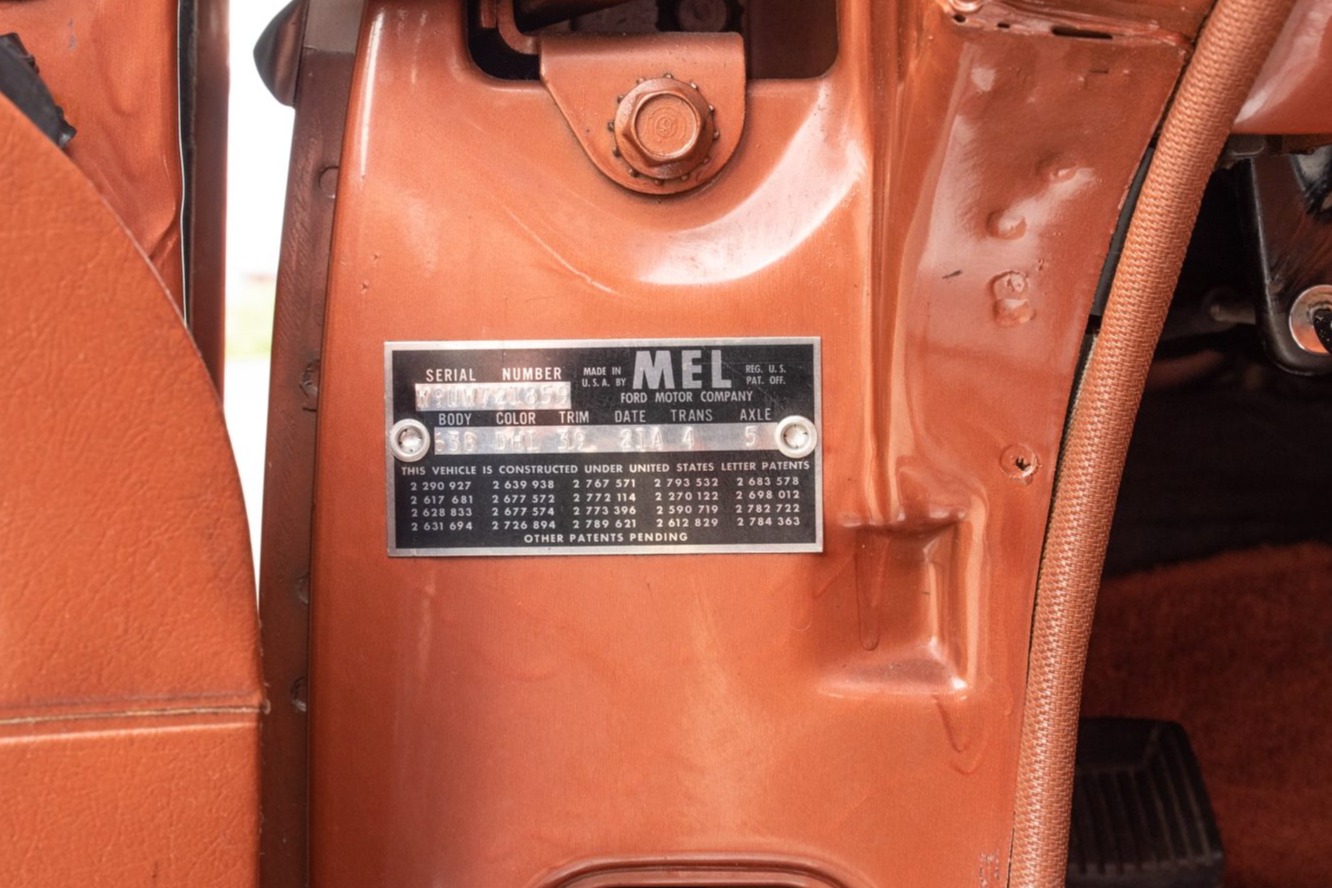 SERIAL NUMBER
MADE IN U.S.A. BY
MEL
REG. U.S. PAT. OFF.
FORD MOTOR COMPANY
BODY COLOR TRIM DATE TRANS AXLE
39 21A 4 5
THIS VEHICLE IS CONSTRUCTED UNDER UNITED STATES LETTER PATENTS
2 290 927 2 639 938 2 767 571 2 793 532 2 683 578
2 617 681 2 677 572 2 772 114 2 270 122 2 698 012
2 628 833 2 677 574 2 773 396 2 590 719 2 782 722
2 631 694 2 726 894 2 789 621 2 612 829 2 784 363
OTHER PATENTS PENDING